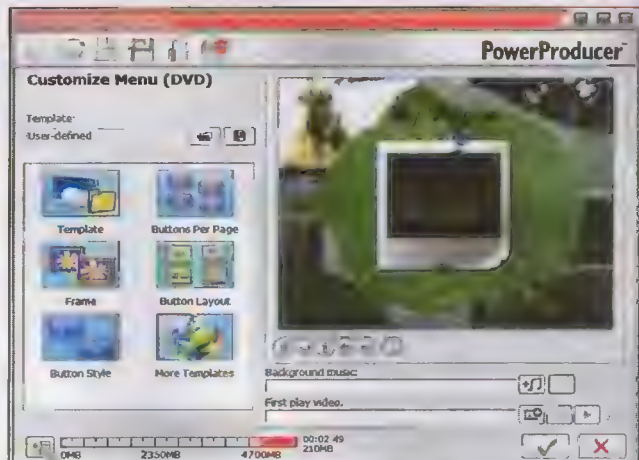 PowerProducer
Customize Menu (DVD)
Template:
User-defined
Template
Buttons Per Page
Frame
Button Layout
Button Style
More Templates
Background music:
First play video.
00:02 49
0MB
2350MB
4700MB
210MB